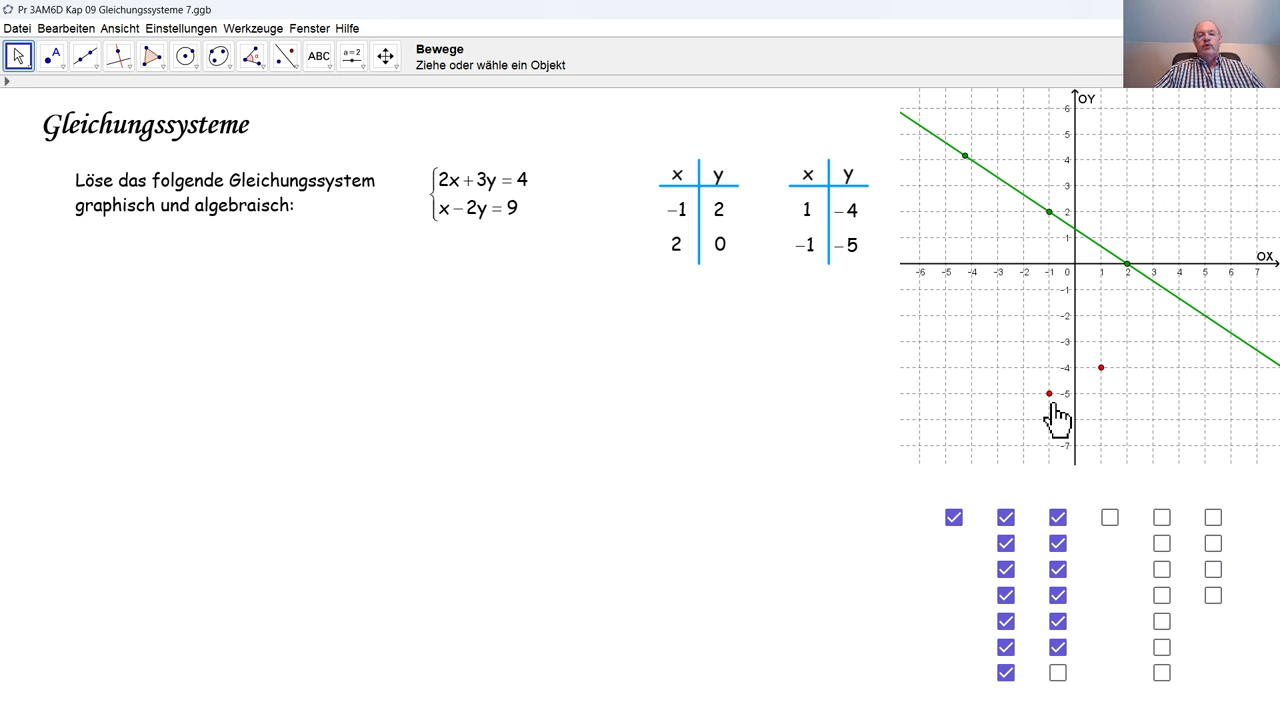 Pr 3AM6D Kap 09 Gleichungssysteme 7.ggb
Datei Bearbeiten Ansicht Einstellungen Werkzeuge Fenster Hilfe
A ABC a=2
Bewege
Ziehe oder wähle ein Objekt
Gleichungssysteme
Löse das folgende Gleichungssystem
graphisch und algebraisch:
2x + 3y = 4
x − 2y = 9
x y
−1 2
2 0
x y
1 −4
−1 −5
OY
6
5
4
3
2
1
OX
-6 -5 -4 -3 -2 -1 0 1 2 3 4 5 6 7
-1
-2
-3
-4
-5
-7